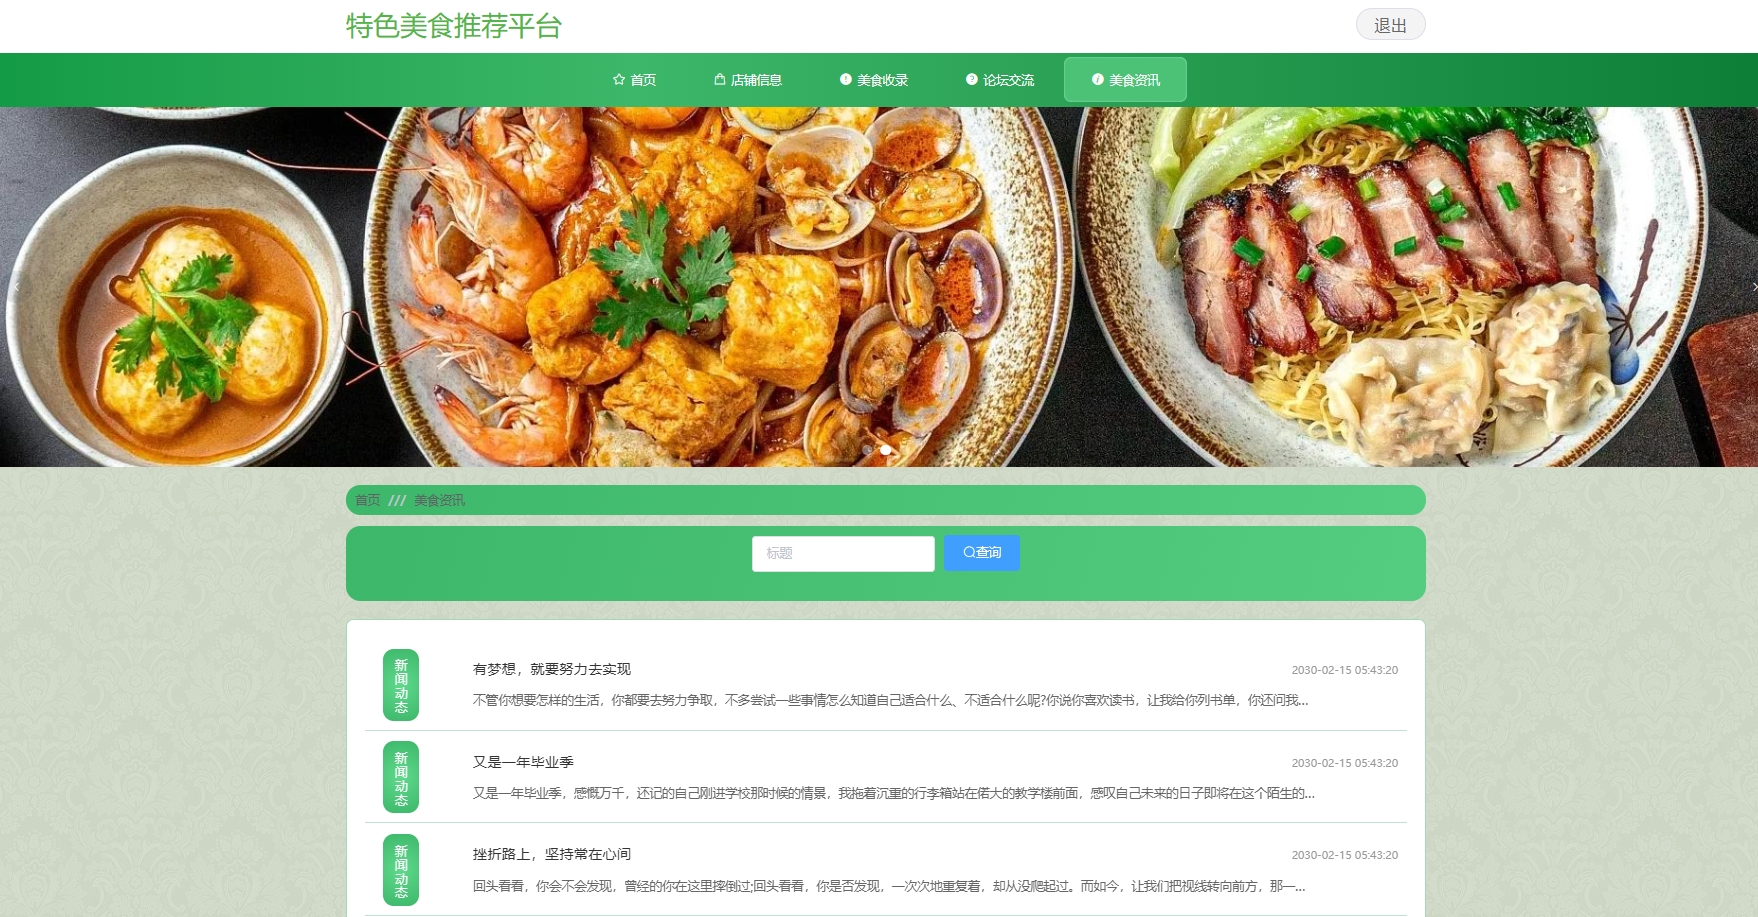 特色美食推荐平台
退出
首页 店铺信息 美食收录 论坛交流 美食资讯
首页 /// 美食资讯
标题 查询
新闻动态
有梦想，就要努力去实现 2030-02-15 05:43:20
不管你想要怎样的生活，你都要去努力争取，不多尝试一些事情怎么知道自己适合什么、不适合什么呢?你说你喜欢读书，让我给你列书单，你还问我...
新闻动态
又是一年毕业季 2030-02-15 05:43:20
又是一年毕业季，感慨万千，还记的自己刚进学校那时候的情景，我拖着沉重的行李箱站在偌大的教学楼前面，感叹自己未来的日子即将在这个陌生的...
新闻动态
挫折路上，坚持常在心间 2030-02-15 05:43:20
回头看看，你会不会发现，曾经的你在这里摔倒过;回头看看，你是否发现，一次次地重复着，却从没爬起过。而如今，让我们把视线转向前方，那一...